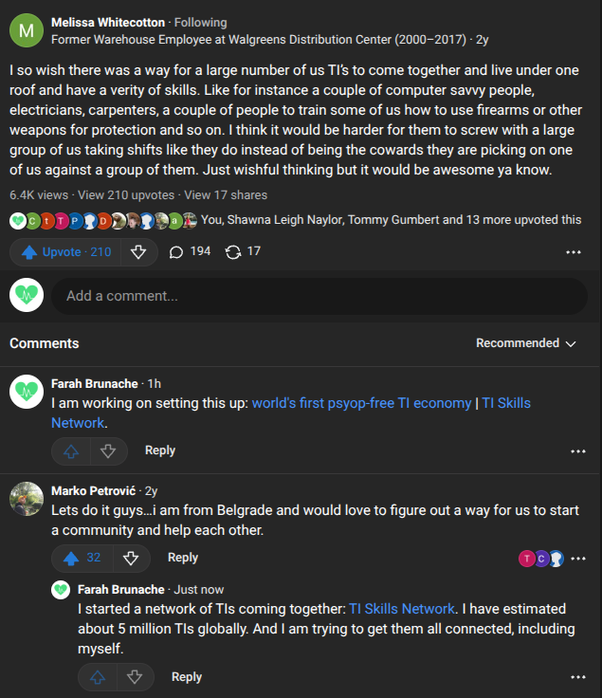 M
Melissa Whitecotton · Following
Former Warehouse Employee at Walgreens Distribution Center (2000–2017) · 2y
I so wish there was a way for a large number of us TI's to come together and live under one
roof and have a verity of skills. Like for instance a couple of computer savvy people,
electricians, carpenters, a couple of people to train some of us how to use firearms or other
weapons for protection and so on. I think it would be harder for them to screw with a large
group of us taking shifts like they do instead of being the cowards they are picking on one
of us against a group of them. Just wishful thinking but it would be awesome ya know.
6.4K views · View 210 upvotes · View 17 shares
C t T P D a You, Shawna Leigh Naylor, Tommy Gumbert and 13 more upvoted this
Upvote · 210 194 17
Add a comment...
Comments Recommended
Farah Brunache · 1h
I am working on setting this up: world's first psyop-free TI economy | TI Skills
Network.
Reply
Marko Petrović · 2y
Lets do it guys…i am from Belgrade and would love to figure out a way for us to start
a community and help each other.
32 Reply T C
Farah Brunache · Just now
I started a network of TIs coming together: TI Skills Network. I have estimated
about 5 million TIs globally. And I am trying to get them all connected, including
myself.
Reply